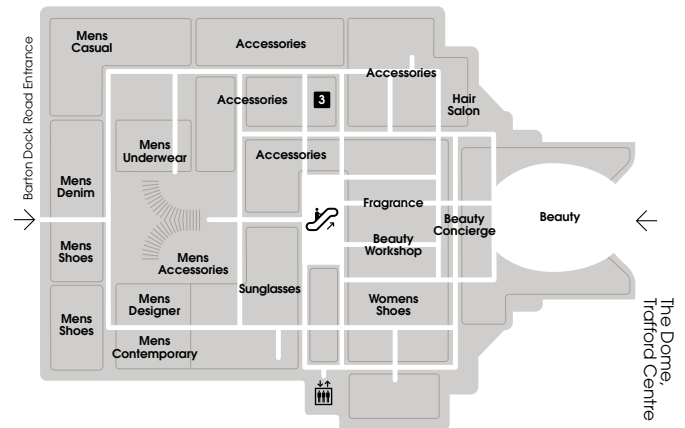 Mens
Casual
Accessories
Accessories
Accessories
3
Hair
Salon
Barton Dock Road Entrance
Mens
Underwear
Accessories
Mens
Denim
Fragrance
Beauty
Concierge
Beauty
Beauty
Workshop
Mens
Shoes
Mens
Accessories
Sunglasses
Mens
Shoes
Mens
Designer
Womens
Shoes
Mens
Contemporary
The Dome,
Trafford Centre